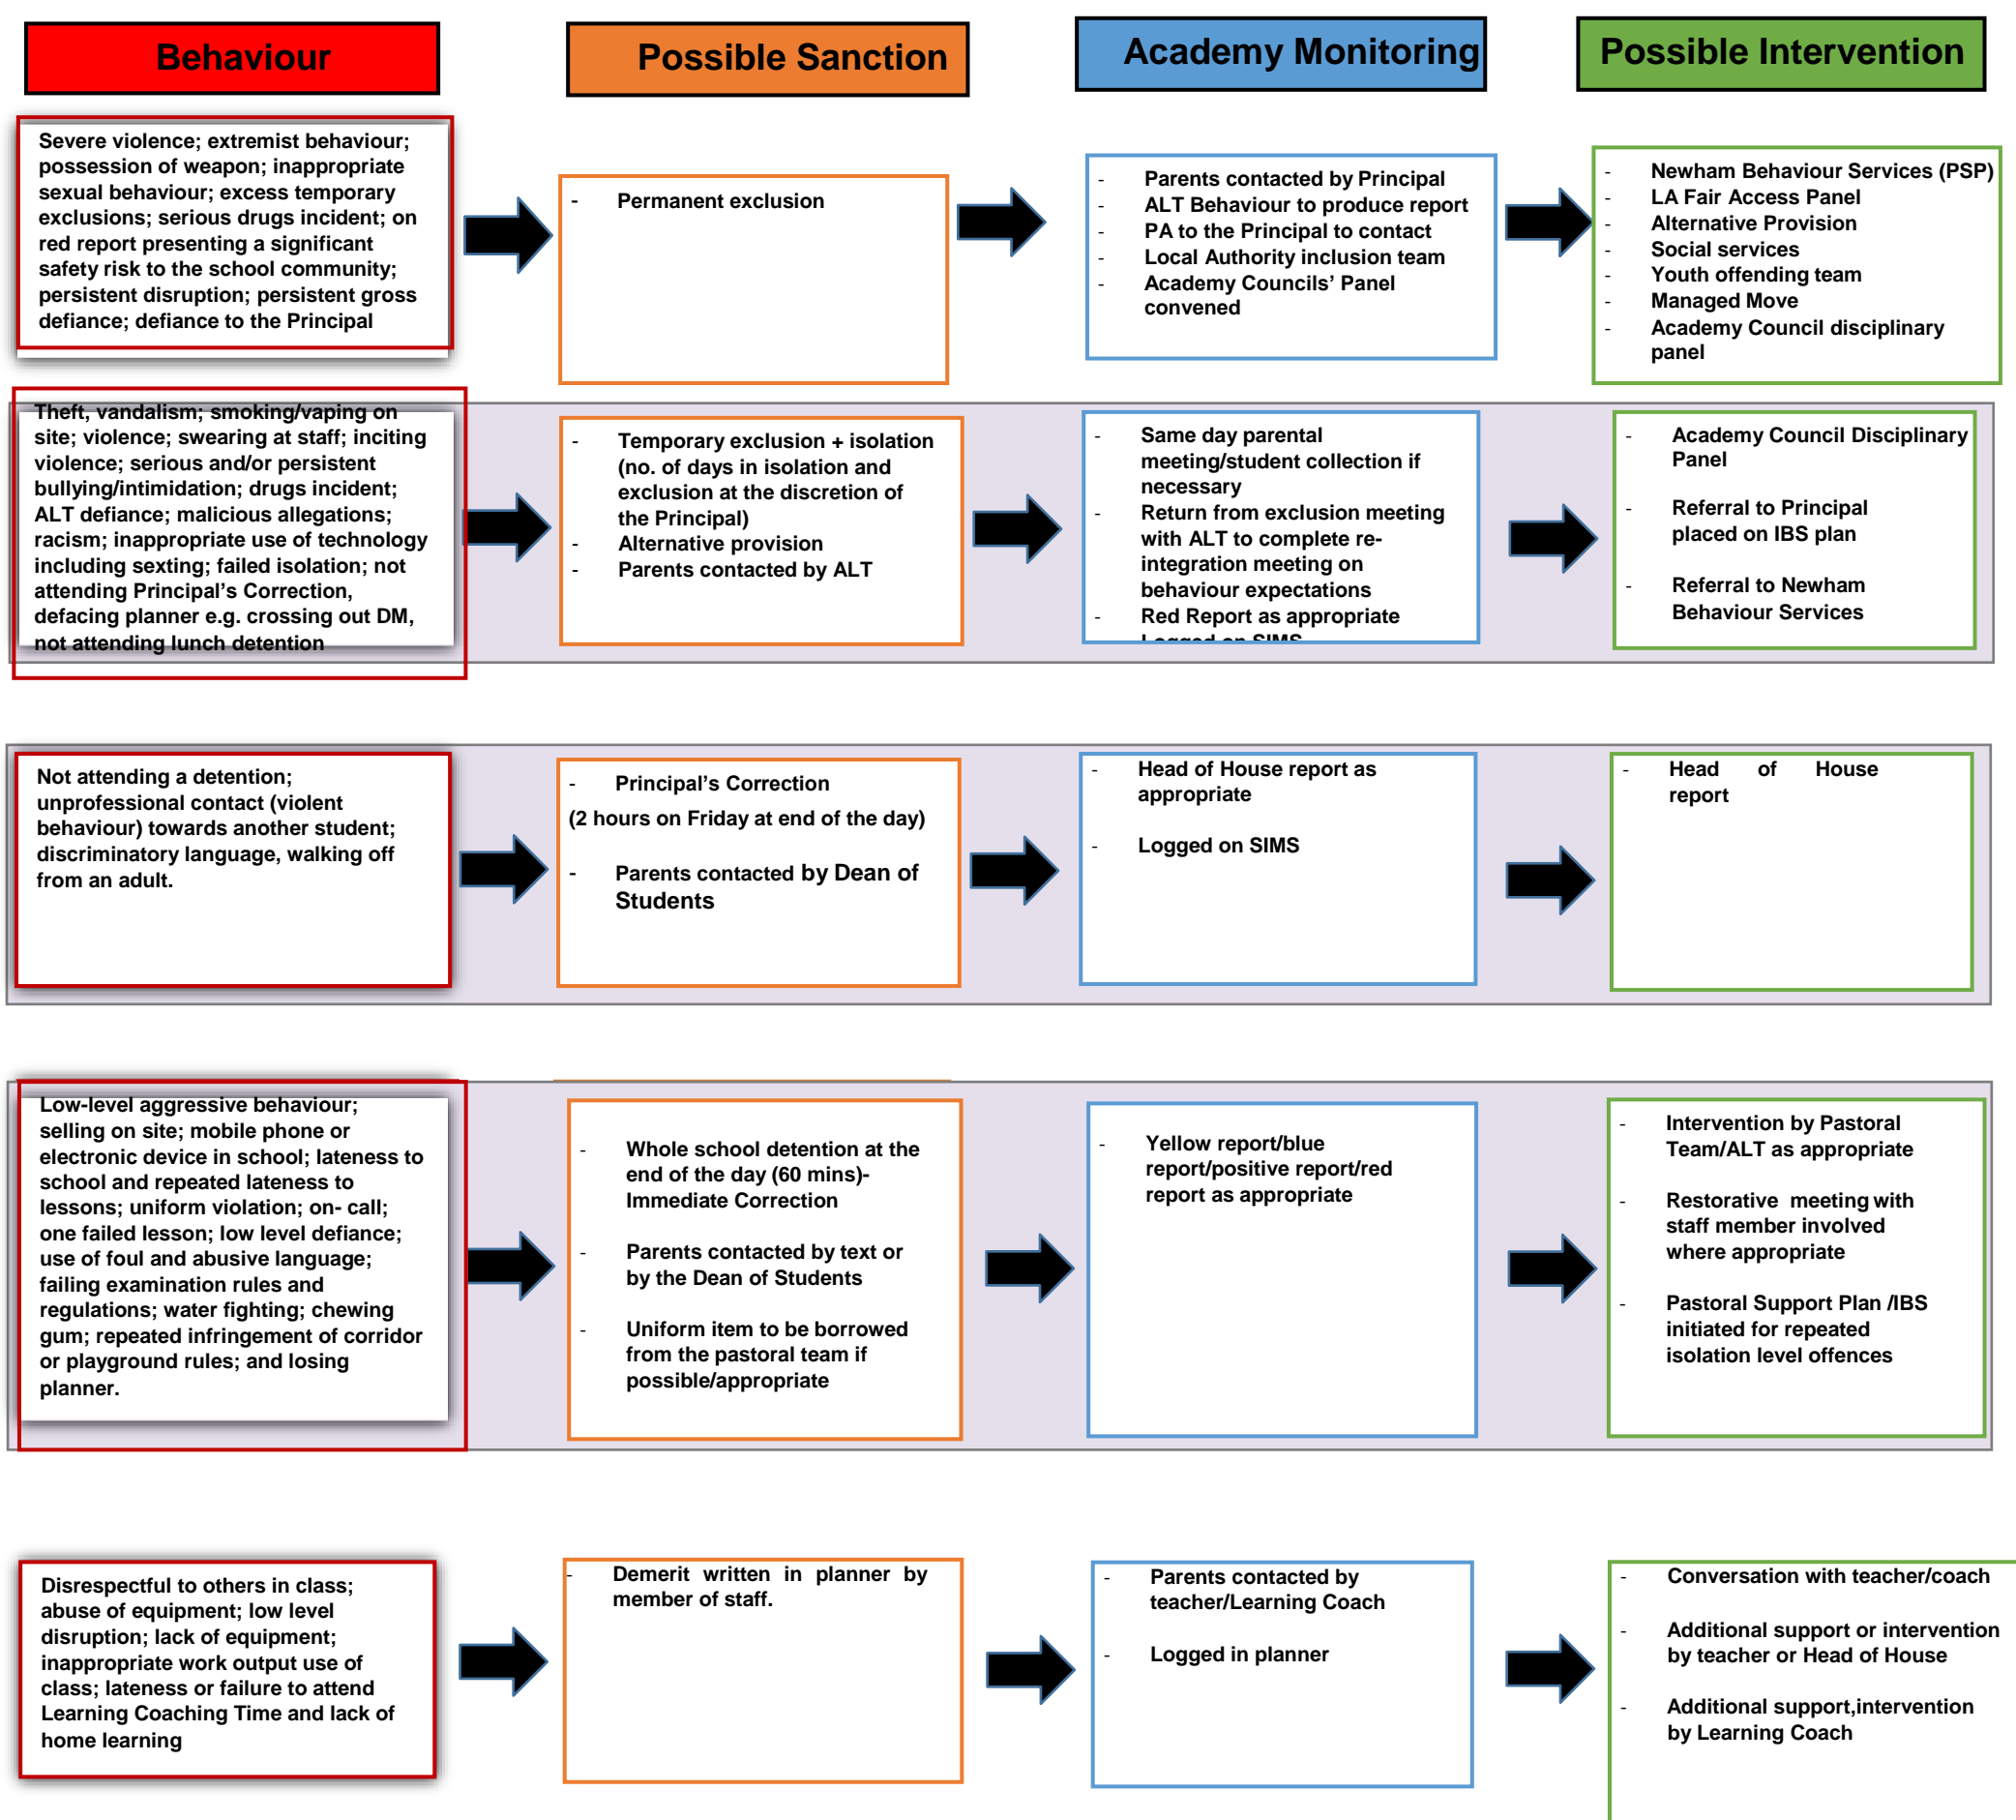 Behaviour
Possible Sanction
Academy Monitoring
Possible Intervention
Severe violence; extremist behaviour;
possession of weapon; inappropriate
sexual behaviour; excess temporary
exclusions; serious drugs incident; on
red report presenting a significant
safety risk to the school community;
persistent disruption; persistent gross
defiance; defiance to the Principal
- Permanent exclusion
- Parents contacted by Principal
- ALT Behaviour to produce report
- PA to the Principal to contact
- Local Authority inclusion team
- Academy Councils’ Panel
convened
- Newham Behaviour Services (PSP)
- LA Fair Access Panel
- Alternative Provision
- Social services
- Youth offending team
- Managed Move
- Academy Council disciplinary
panel
Theft, vandalism; smoking/vaping on
site; violence; swearing at staff; inciting
violence; serious and/or persistent
bullying/intimidation; drugs incident;
ALT defiance; malicious allegations;
racism; inappropriate use of technology
including sexting; failed isolation; not
attending Principal’s Correction,
defacing planner e.g. crossing out DM,
not attending lunch detention
- Temporary exclusion + isolation
(no. of days in isolation and
exclusion at the discretion of
the Principal)
- Alternative provision
- Parents contacted by ALT
- Same day parental
meeting/student collection if
necessary
- Return from exclusion meeting
with ALT to complete re-
integration meeting on
behaviour expectations
- Red Report as appropriate
Logged on SIMS
- Academy Council Disciplinary
Panel
- Referral to Principal
placed on IBS plan
- Referral to Newham
Behaviour Services
Not attending a detention;
unprofessional contact (violent
behaviour) towards another student;
discriminatory language, walking off
from an adult.
- Principal’s Correction
(2 hours on Friday at end of the day)
- Parents contacted by Dean of
Students
- Head of House report as
appropriate
- Logged on SIMS
- Head of House
report
Low-level aggressive behaviour;
selling on site; mobile phone or
electronic device in school; lateness to
school and repeated lateness to
lessons; uniform violation; on- call;
one failed lesson; low level defiance;
use of foul and abusive language;
failing examination rules and
regulations; water fighting; chewing
gum; repeated infringement of corridor
or playground rules; and losing
planner.
- Whole school detention at the
end of the day (60 mins)-
Immediate Correction
- Parents contacted by text or
by the Dean of Students
- Uniform item to be borrowed
from the pastoral team if
possible/appropriate
- Yellow report/blue
report/positive report/red
report as appropriate
- Intervention by Pastoral
Team/ALT as appropriate
- Restorative meeting with
staff member involved
where appropriate
- Pastoral Support Plan /IBS
initiated for repeated
isolation level offences
Disrespectful to others in class;
abuse of equipment; low level
disruption; lack of equipment;
inappropriate work output use of
class; lateness or failure to attend
Learning Coaching Time and lack of
home learning
- Demerit written in planner by
member of staff.
- Parents contacted by
teacher/Learning Coach
- Logged in planner
- Conversation with teacher/coach
- Additional support or intervention
by teacher or Head of House
- Additional support,intervention
by Learning Coach